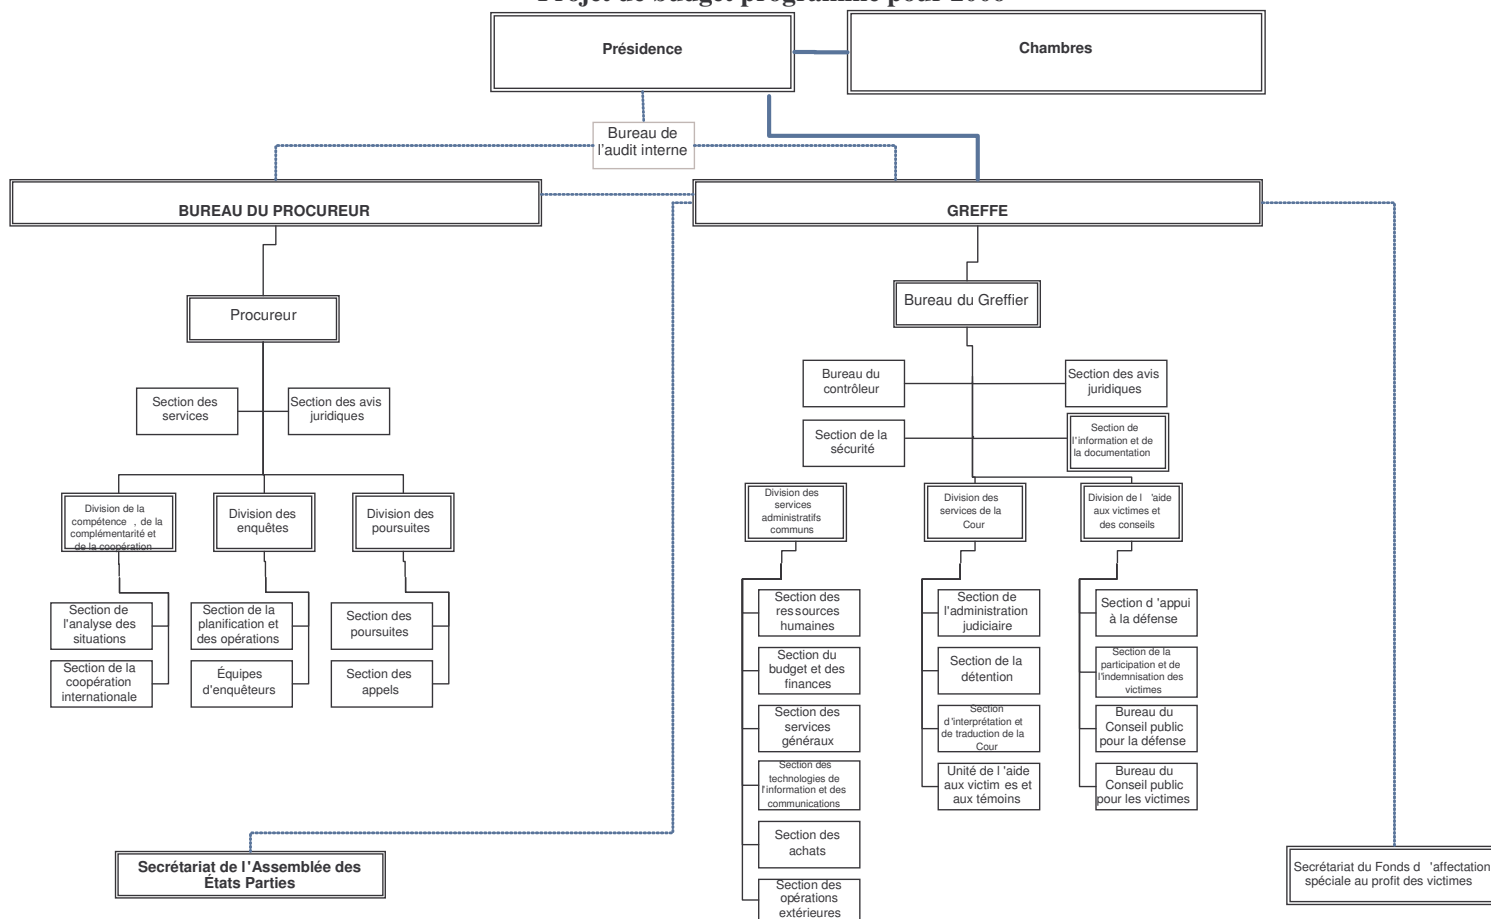 Projet de budget programme pour 2006
Présidence
Chambres
Bureau de
l'audit interne
BUREAU DU PROCUREUR
GREFFE
Procureur
Bureau du Greffier
Section des
services
Section des avis
juridiques
Bureau du
contrôleur
Section des avis
juridiques
Section de la
sécurité
Section de
l'information et de
la documentation
Division de la
compétence , de la
complémentarité et
de la coopération
Division des
enquêtes
Division des
poursuites
Division des
services
administratifs
communs
Division des
services de la
Cour
Division de l 'aide
aux victimes et
des conseils
Section de
l'analyse des
situations
Section de la
coopération
internationale
Section de la
planification et
des opérations
Équipes
d'enquêteurs
Section des
poursuites
Section des
appels
Section des
ressources
humaines
Section du
budget et des
finances
Section des
services
généraux
Section des
technologies de
l'information et des
communications
Section des
achats
Section des
opérations
extérieures
Section de
l'administration
judiciaire
Section de la
détention
Section
d'interprétation et
de traduction de la
Cour
Unité de l 'aide
aux victim es et
aux témoins
Section d 'appui
à la défense
Section de la
participation et de
l'indemnisation des
victimes
Bureau du
Conseil public
pour la défense
Bureau du
Conseil public
pour les victimes
Secrétariat de l'Assemblée des
États Parties
Secrétariat du Fonds d 'affectation
spéciale au profit des victimes